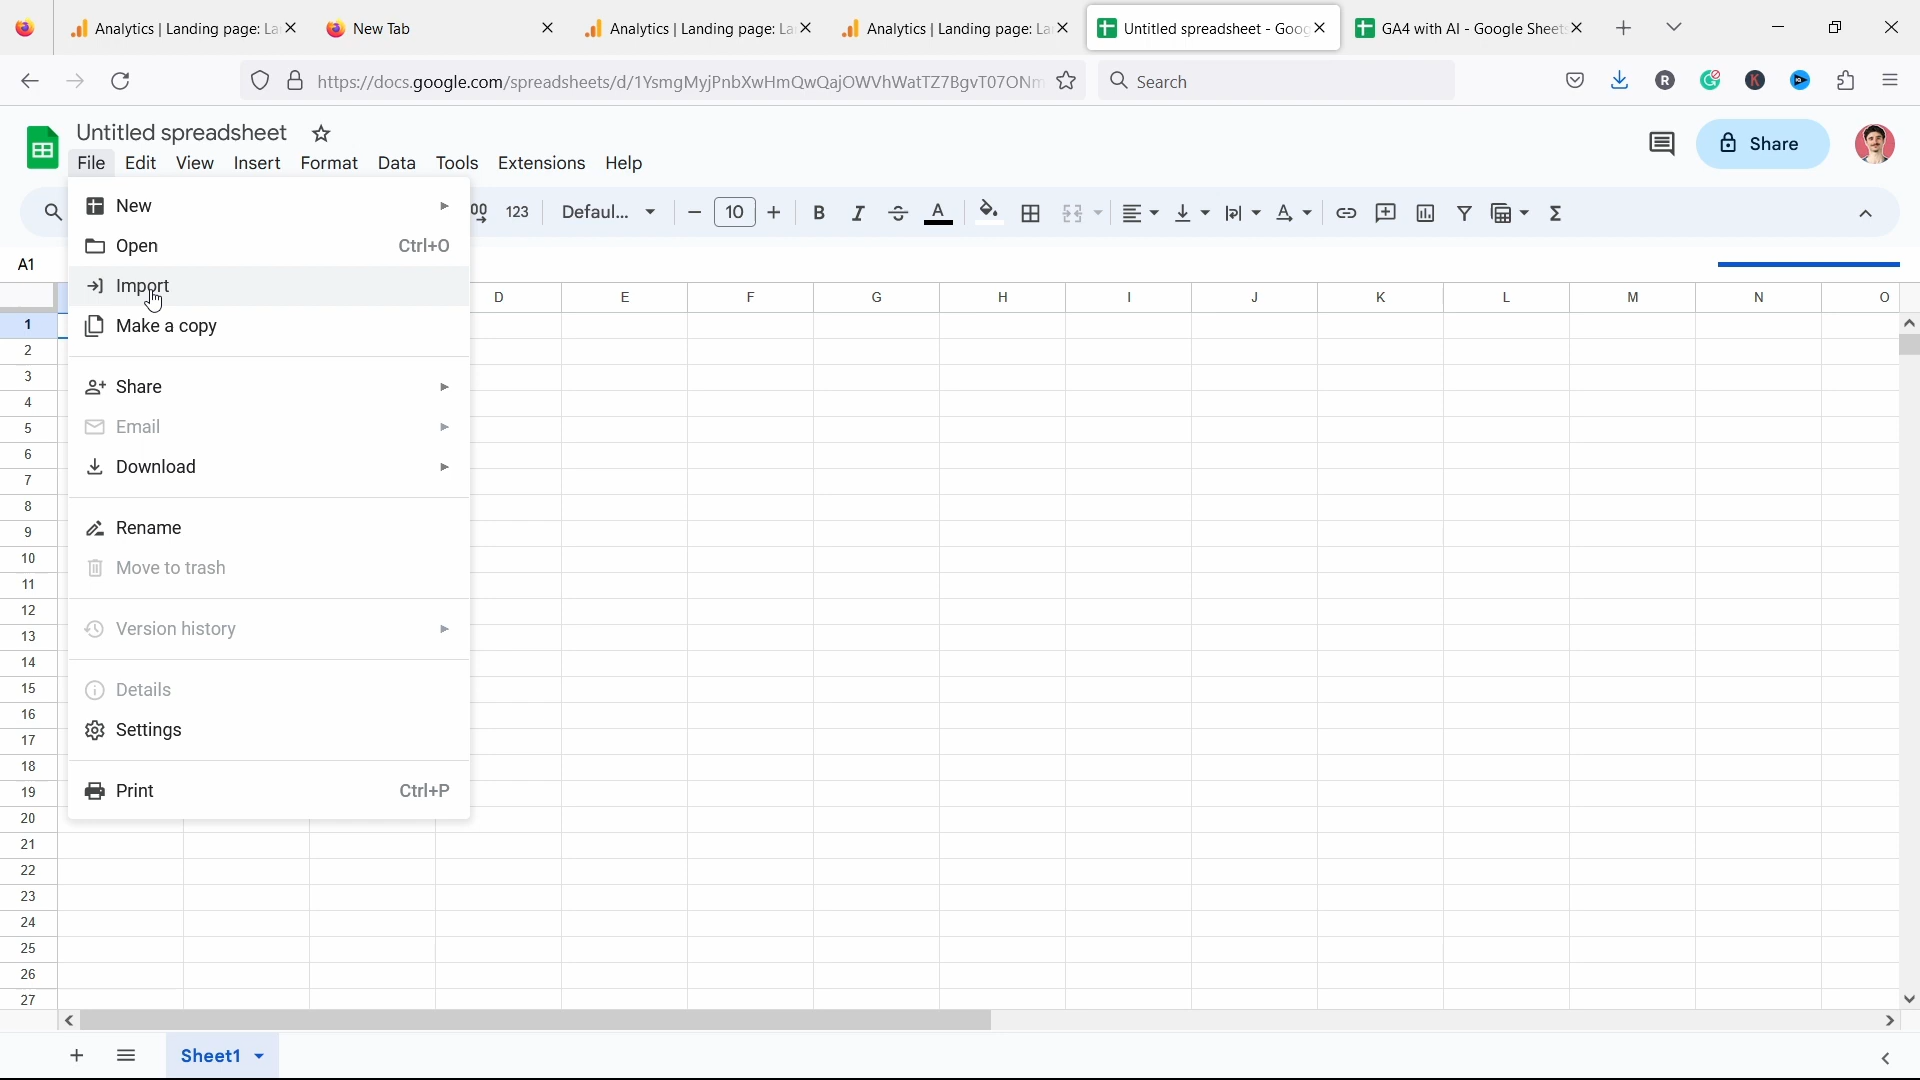 Analytics | Landing page: La
New Tab
Analytics | Landing page: La
Analytics | Landing page: La
Untitled spreadsheet - Goog
GA4 with AI - Google Sheets
https://docs.google.com/spreadsheets/d/1YsmgMyjPnbXwHmQwQajOWVhWatTZ7BgvT07ONm
Search
R
K
Untitled spreadsheet
File Edit View Insert Format Data Tools Extensions Help
Share
New
Open Ctrl+O
Import
Make a copy
Share
Email
Download
Rename
Move to trash
Version history
Details
Settings
Print Ctrl+P
00 123 Defaul... 10 B I A
A1
D E F G H I J K L M N O
1
2
3
4
5
6
7
8
9
10
11
12
13
14
15
16
17
18
19
20
21
22
23
24
25
26
27
Sheet1